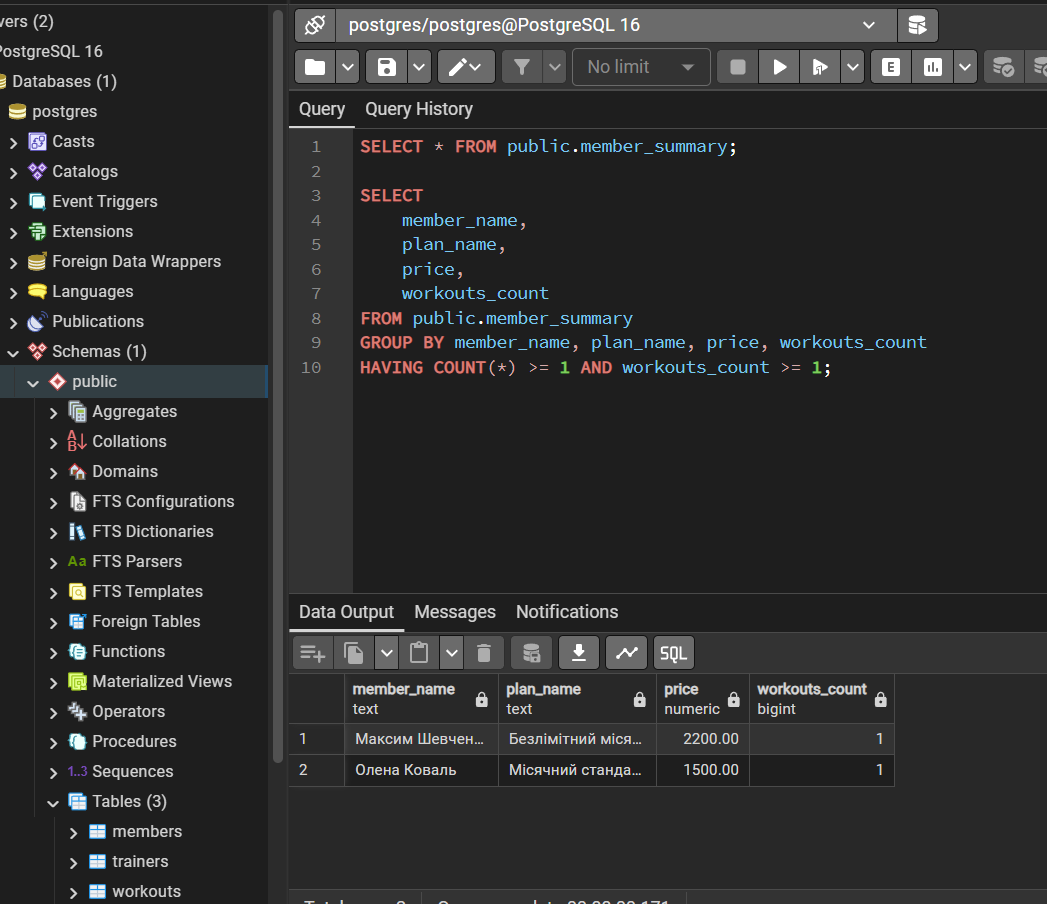 vers (2)
PostgreSQL 16
Databases (1)
postgres
Casts
Catalogs
Event Triggers
Extensions
Foreign Data Wrappers
Languages
Publications
Schemas (1)
public
Aggregates
Collations
Domains
FTS Configurations
FTS Dictionaries
Aa FTS Parsers
FTS Templates
Foreign Tables
Functions
Materialized Views
Operators
Procedures
1..3 Sequences
Tables (3)
members
trainers
workouts
postgres/postgres@PostgreSQL 16
No limit
E
Query Query History
1 SELECT * FROM public.member_summary;
2
3 SELECT
4 member_name,
5 plan_name,
6 price,
7 workouts_count
8 FROM public.member_summary
9 GROUP BY member_name, plan_name, price, workouts_count
10 HAVING COUNT(*) >= 1 AND workouts_count >= 1;
Data Output Messages Notifications
SQL
member_name plan_name price workouts_count
text text numeric bigint
1 Максим Шевчен... Безлімітний міся... 2200.00 1
2 Олена Коваль Місячний станда... 1500.00 1